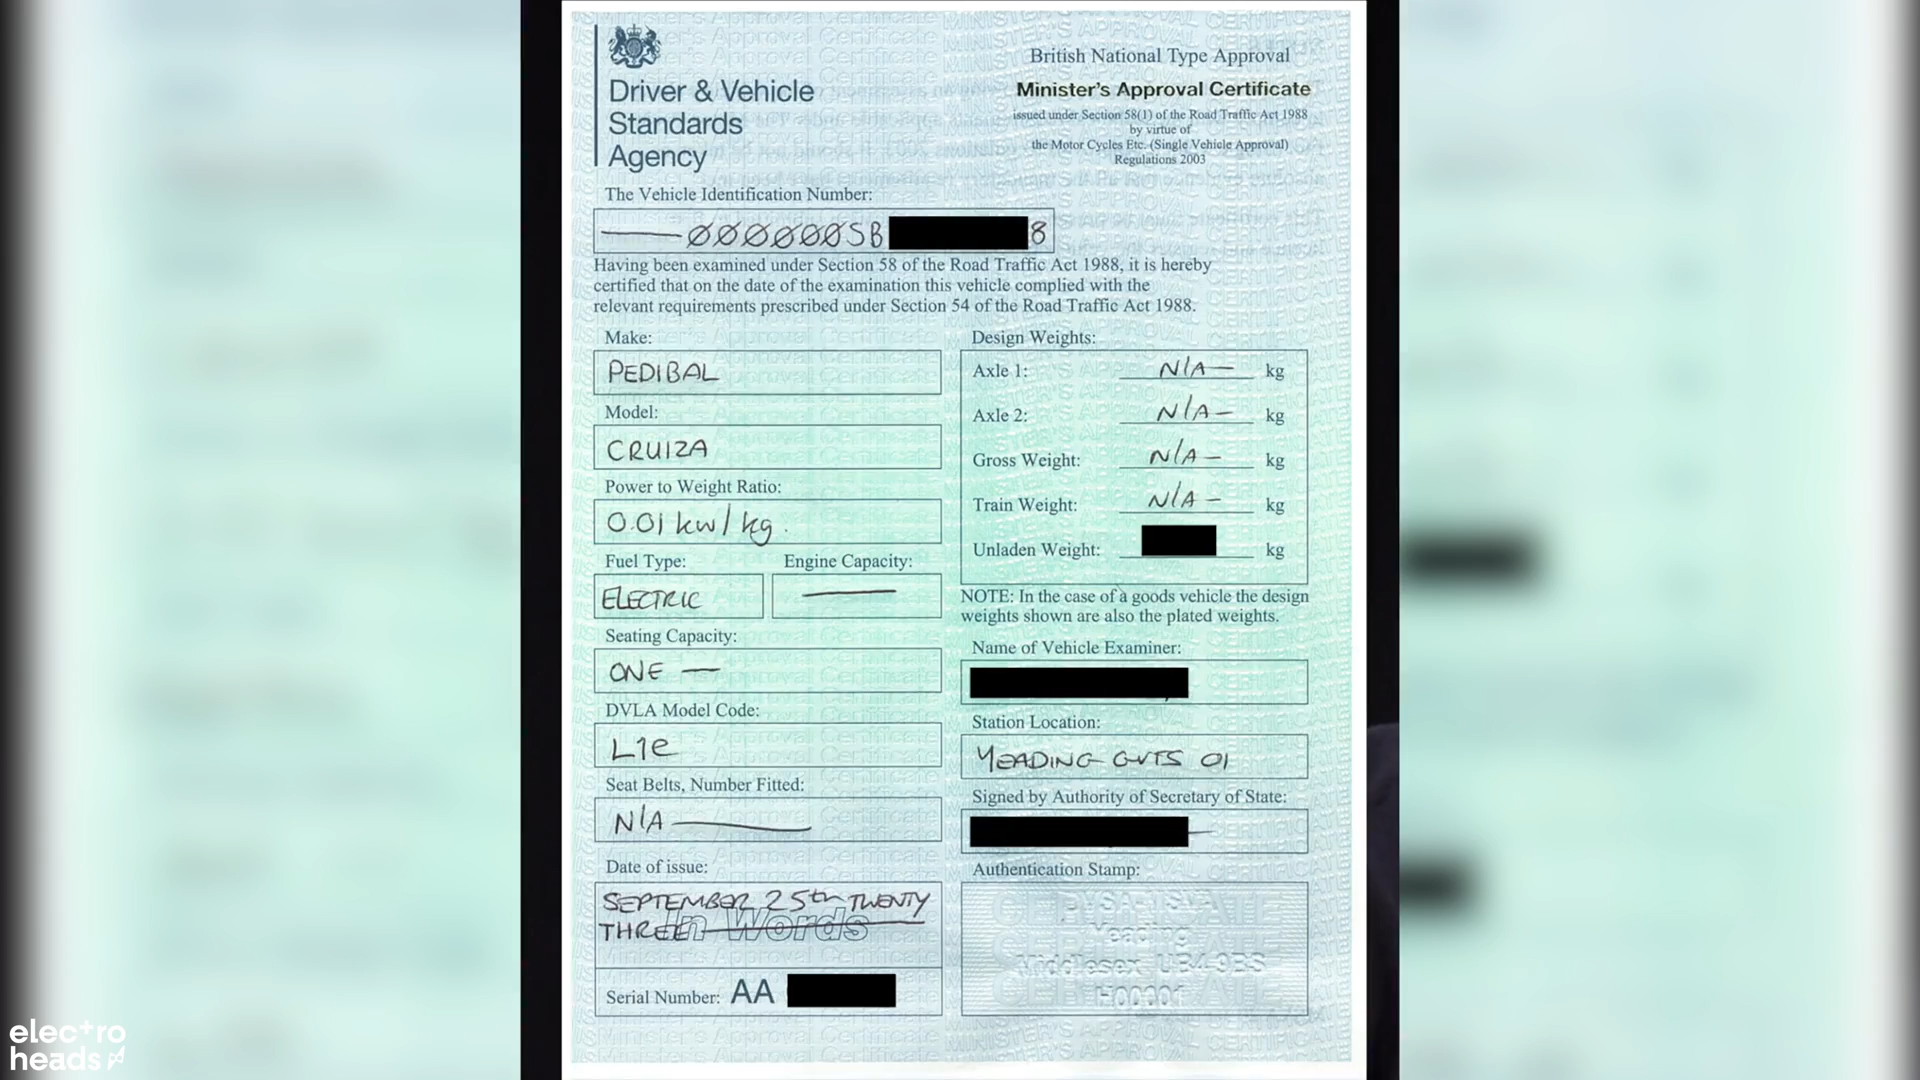 Driver & Vehicle
Standards
Agency
British National Type Approval
Minister's Approval Certificate
issued under Section 58(1) of the Road Traffic Act 1988
by virtue of
the Motor Cycles Etc. (Single Vehicle Approval)
Regulations 2003
The Vehicle Identification Number:
000000SB 8
Having been examined under Section 58 of the Road Traffic Act 1988, it is hereby
certified that on the date of the examination this vehicle complied with the
relevant requirements prescribed under Section 54 of the Road Traffic Act 1988.
Make:
PEDIBAL
Model:
CRUIZA
Power to Weight Ratio:
0.01 kw/kg.
Fuel Type:
ELECTRIC
Engine Capacity:
Seating Capacity:
ONE —
DVLA Model Code:
L1e
Seat Belts, Number Fitted:
N/A
Date of issue:
SEPTEMBER 25th TWENTY
THREE
In Words
Serial Number: AA
Design Weights:
Axle 1: N/A — kg
Axle 2: N/A — kg
Gross Weight: N/A — kg
Train Weight: N/A - kg
Unladen Weight: kg
NOTE: In the case of a goods vehicle the design
weights shown are also the plated weights.
Name of Vehicle Examiner:
Station Location:
YEADING GVTS 01
Signed by Authority of Secretary of State:
Authentication Stamp:
Yeading
Middlesex UB4 9BS
H00001
electro
heads